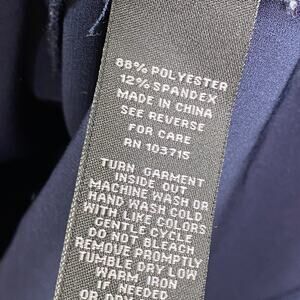 88% POLYESTER
12% SPANDEX
MADE IN CHINA
SEE REVERSE
FOR CARE
RN 103715
TURN GARMENT
INSIDE OUT
MACHINE WASH OR
HAND WASH COLD
WITH LIKE COLORS
GENTLE CYCLE
DO NOT BLEACH
REMOVE PROMPTLY
TUMBLE DRY LOW
WARM IRON
IF NEEDED
OR DRY